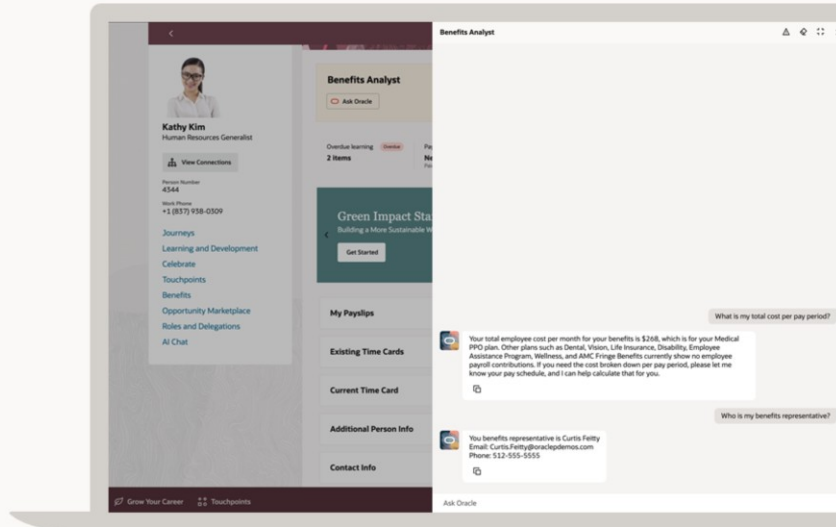 Benefits Analyst
Kathy Kim
Human Resources Generalist
View Connections
Person Number
4544
Work Phone
+1 (857) 958-0309
Journeys
Learning and Development
Celebrate
Touchpoints
Benefits
Opportunity Marketplace
Roles and Delegations
AI Chat
Benefits Analyst
Ask Oracle
Overdue learning Overdue
2 items
Green Impact Sta
Building a More Sustainable W
Get Started
My Payslips
Existing Time Cards
Current Time Card
Additional Person Info
Contact Info
What is my total cost per pay period?
Your total employee cost per month for your benefits is $268, which is for your Medical
PPO plan. Other plans such as Dental, Vision, Life Insurance, Disability, Employee
Assistance Program, Wellness, and AMC Fringe Benefits currently show no employee
payroll contributions. If you need the cost broken down per pay period, please let me
know your pay schedule, and I can help calculate that for you.
Who is my benefits representative?
You benefits representative is Curtis Feitty
Email: Curtis.Feitty@oraclepdemos.com
Phone: 512-555-5555
Grow Your Career
Touchpoints
Ask Oracle